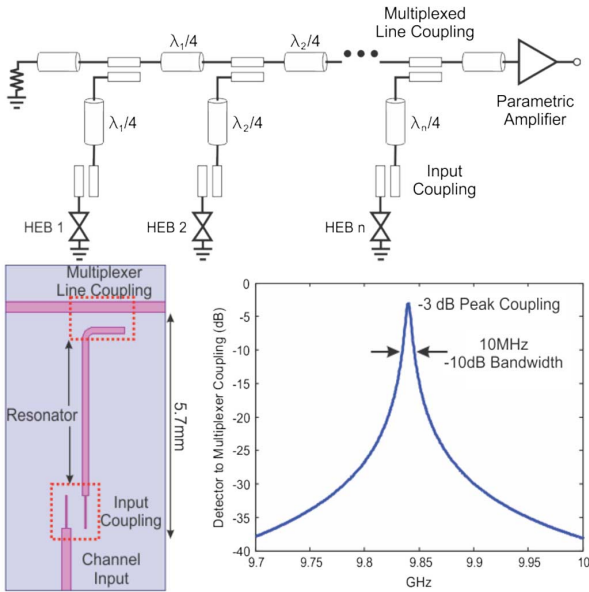 Multiplexed
Line Coupling
λ1/4
λ2/4
λ1/4
λ2/4
λn/4
Parametric
Amplifier
Input
Coupling
HEB 1
HEB 2
HEB n
Multiplexer
Line Coupling
Resonator
5.7mm
Input
Coupling
Channel
Input
Detector to Multiplexer Coupling (dB)
0
-5
-10
-15
-20
-25
-30
-35
-40
-3 dB Peak Coupling
10MHz
-10dB Bandwidth
9.7
9.75
9.8
9.85
9.9
9.95
10
GHz